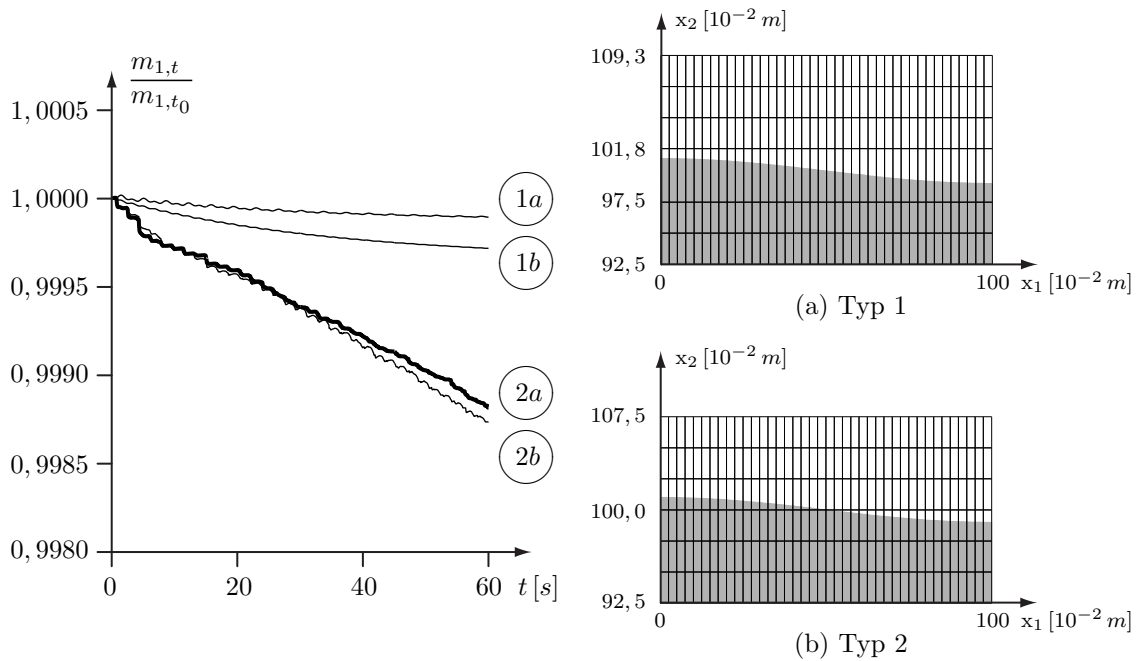 m₁,ₜ
m₁,ₜ₀
1,0005
1,0000
0,9995
0,9990
0,9985
0,9980
0
20
40
60
t [s]
1a
1b
2a
2b
x₂ [10⁻² m]
109,3
101,8
97,5
92,5
0
100
x₁ [10⁻² m]
(a) Typ 1
x₂ [10⁻² m]
107,5
100,0
92,5
0
100
x₁ [10⁻² m]
(b) Typ 2